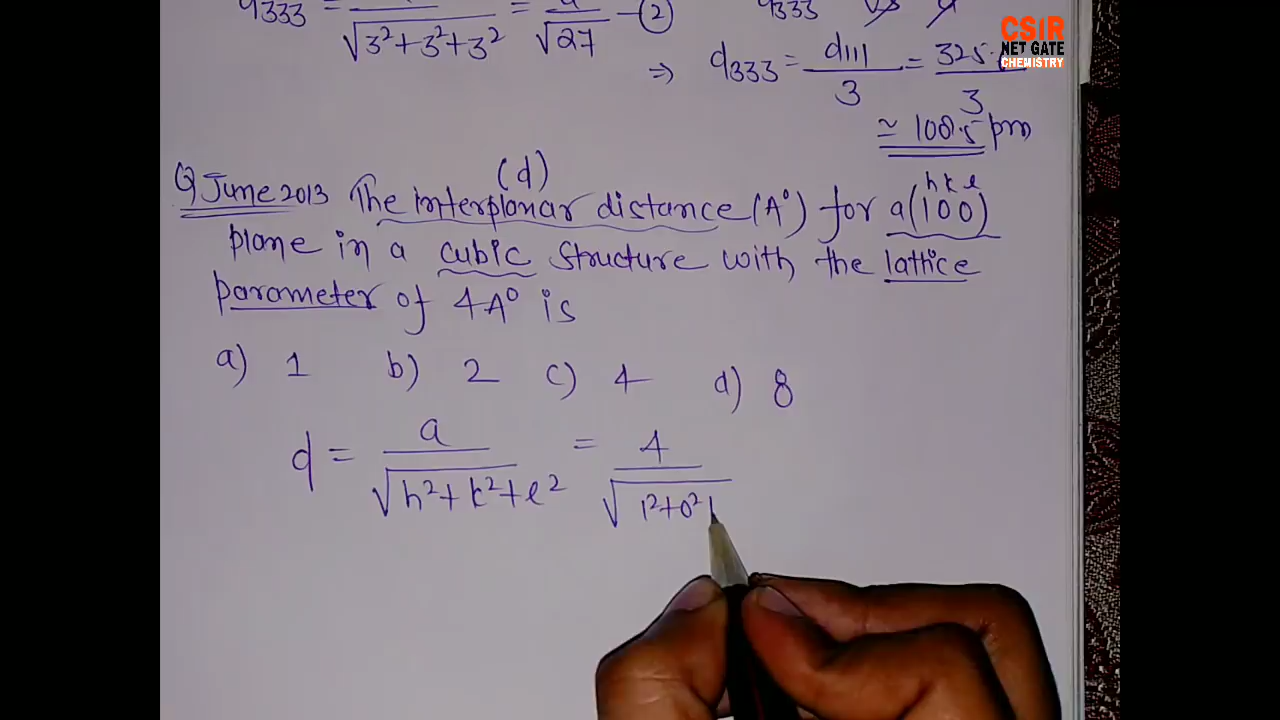 d333 = = a/√27 — (2)
√3²+3²+3²
⇒ d333 = d111/3 = 325./3
≃ 108.5 pm
CSiR
NET GATE
CHEMISTRY
(d)
h k l
Q June 2013 The interplanar distance (A°) for a(100)
plane in a cubic structure with the lattice
parameter of 4A° is
a) 1 b) 2 c) 4 d) 8
d = a/√h²+k²+l² = 4/√1²+0²